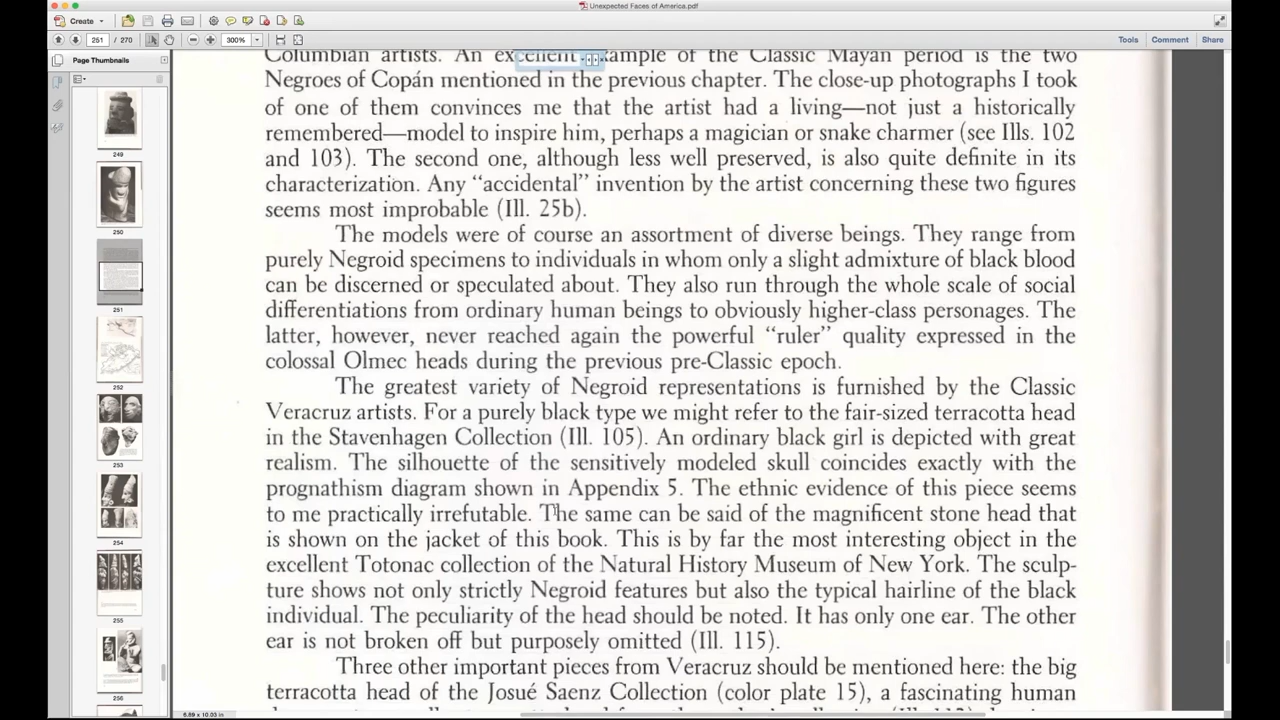 Unexpected Faces of America.pdf
Create
251 / 270
300%
Tools
Comment
Share
Page Thumbnails
249
250
251
252
253
254
255
256
Columbian artists. An excellent example of the Classic Mayan period is the two
Negroes of Copán mentioned in the previous chapter. The close-up photographs I took
of one of them convinces me that the artist had a living—not just a historically
remembered—model to inspire him, perhaps a magician or snake charmer (see Ills. 102
and 103). The second one, although less well preserved, is also quite definite in its
characterization. Any “accidental” invention by the artist concerning these two figures
seems most improbable (Ill. 25b).
The models were of course an assortment of diverse beings. They range from
purely Negroid specimens to individuals in whom only a slight admixture of black blood
can be discerned or speculated about. They also run through the whole scale of social
differentiations from ordinary human beings to obviously higher-class personages. The
latter, however, never reached again the powerful “ruler” quality expressed in the
colossal Olmec heads during the previous pre-Classic epoch.
The greatest variety of Negroid representations is furnished by the Classic
Veracruz artists. For a purely black type we might refer to the fair-sized terracotta head
in the Stavenhagen Collection (Ill. 105). An ordinary black girl is depicted with great
realism. The silhouette of the sensitively modeled skull coincides exactly with the
prognathism diagram shown in Appendix 5. The ethnic evidence of this piece seems
to me practically irrefutable. The same can be said of the magnificent stone head that
is shown on the jacket of this book. This is by far the most interesting object in the
excellent Totonac collection of the Natural History Museum of New York. The sculp-
ture shows not only strictly Negroid features but also the typical hairline of the black
individual. The peculiarity of the head should be noted. It has only one ear. The other
ear is not broken off but purposely omitted (Ill. 115).
Three other important pieces from Veracruz should be mentioned here: the big
terracotta head of the Josué Saenz Collection (color plate 15), a fascinating human